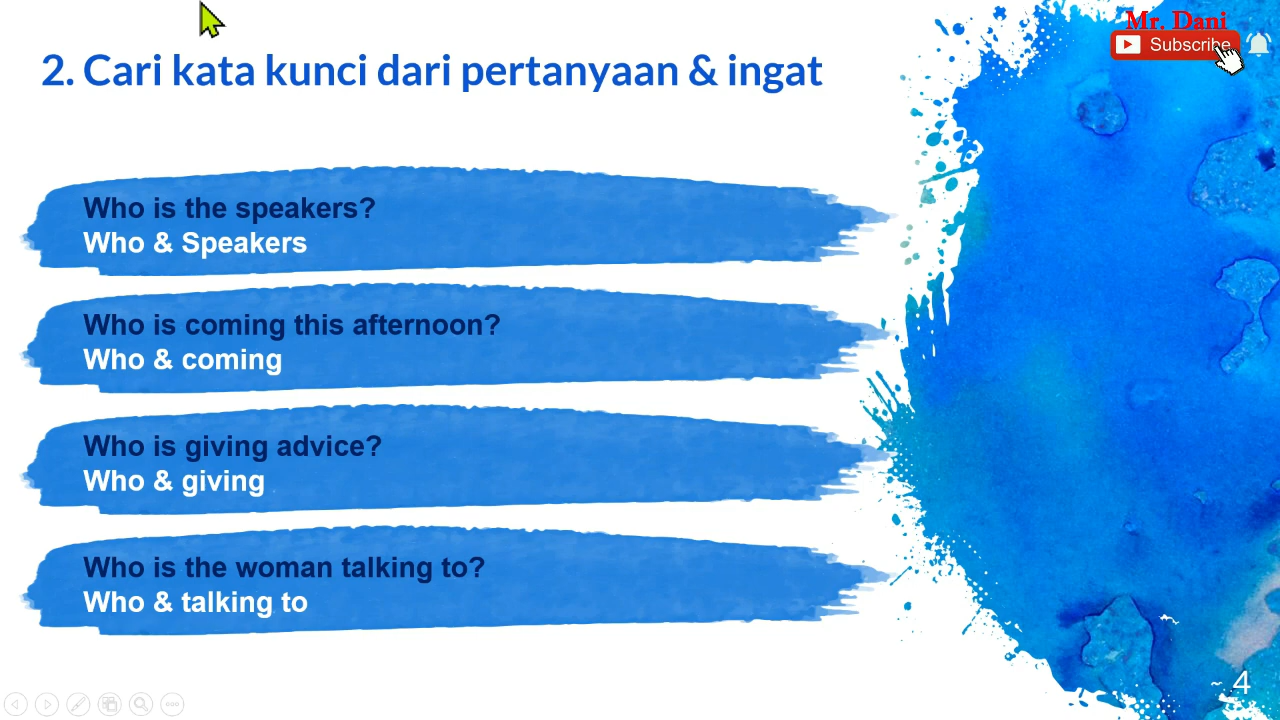 Mr. Dani
Subscribe
2. Cari kata kunci dari pertanyaan & ingat
Who is the speakers?
Who & Speakers
Who is coming this afternoon?
Who & coming
Who is giving advice?
Who & giving
Who is the woman talking to?
Who & talking to
4